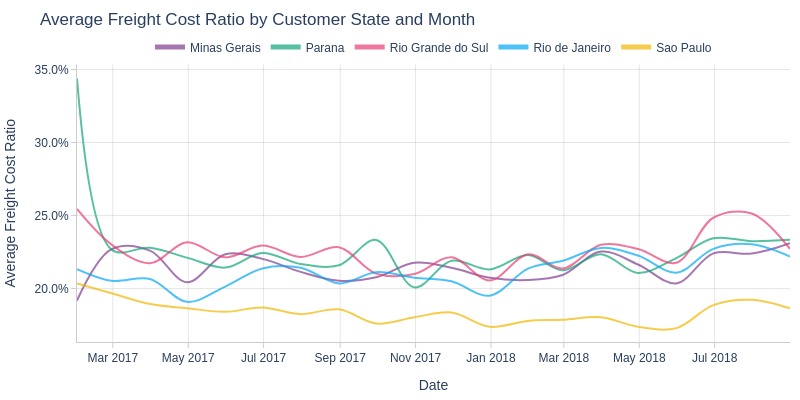 Average Freight Cost Ratio by Customer State and Month
Minas Gerais Parana Rio Grande do Sul Rio de Janeiro Sao Paulo
35.0%
30.0%
25.0%
20.0%
Average Freight Cost Ratio
Mar 2017 May 2017 Jul 2017 Sep 2017 Nov 2017 Jan 2018 Mar 2018 May 2018 Jul 2018
Date